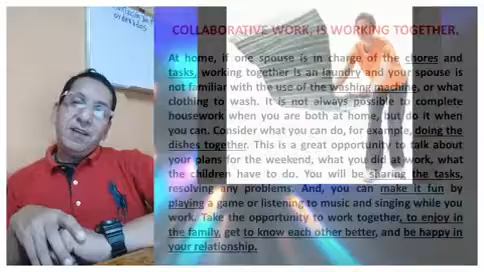 COLLABORATIVE WORK, IS WORKING TOGETHER.
At home, if one spouse is in charge of the chores and
tasks, working together is an laundry and your spouse is
not familiar with the use of the washing machine, or what
clothing to wash. It is not always possible to complete
housework when you are both at home, but do it when
you can. Consider what you can do, for example, doing the
dishes together. This is a great opportunity to talk about
your plans for the weekend, what you did at work, what
the children have to do. You will be sharing the tasks,
resolving any problems. And, you can make it fun by
playing a game or listening to music and singing while you
work. Take the opportunity to work together, to enjoy in
the family, get to know each other better, and be happy in
your relationship.